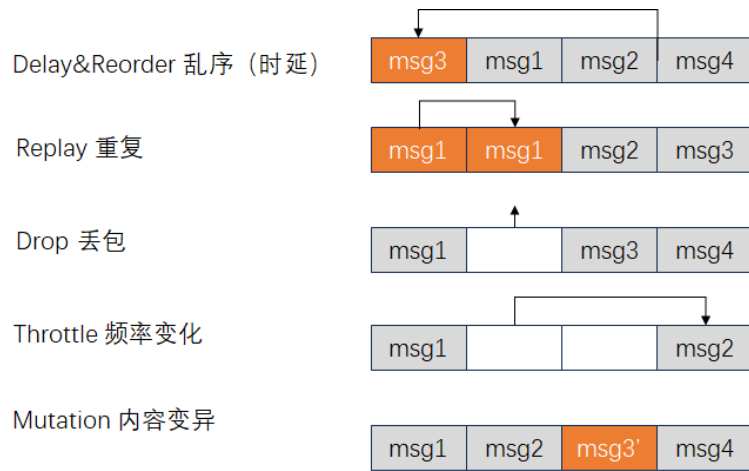 Delay&Reorder 乱序（时延） msg3 msg1 msg2 msg4
Replay 重复 msg1 msg1 msg2 msg3
Drop 丢包 msg1 msg3 msg4
Throttle 频率变化 msg1 msg2
Mutation 内容变异 msg1 msg2 msg3' msg4